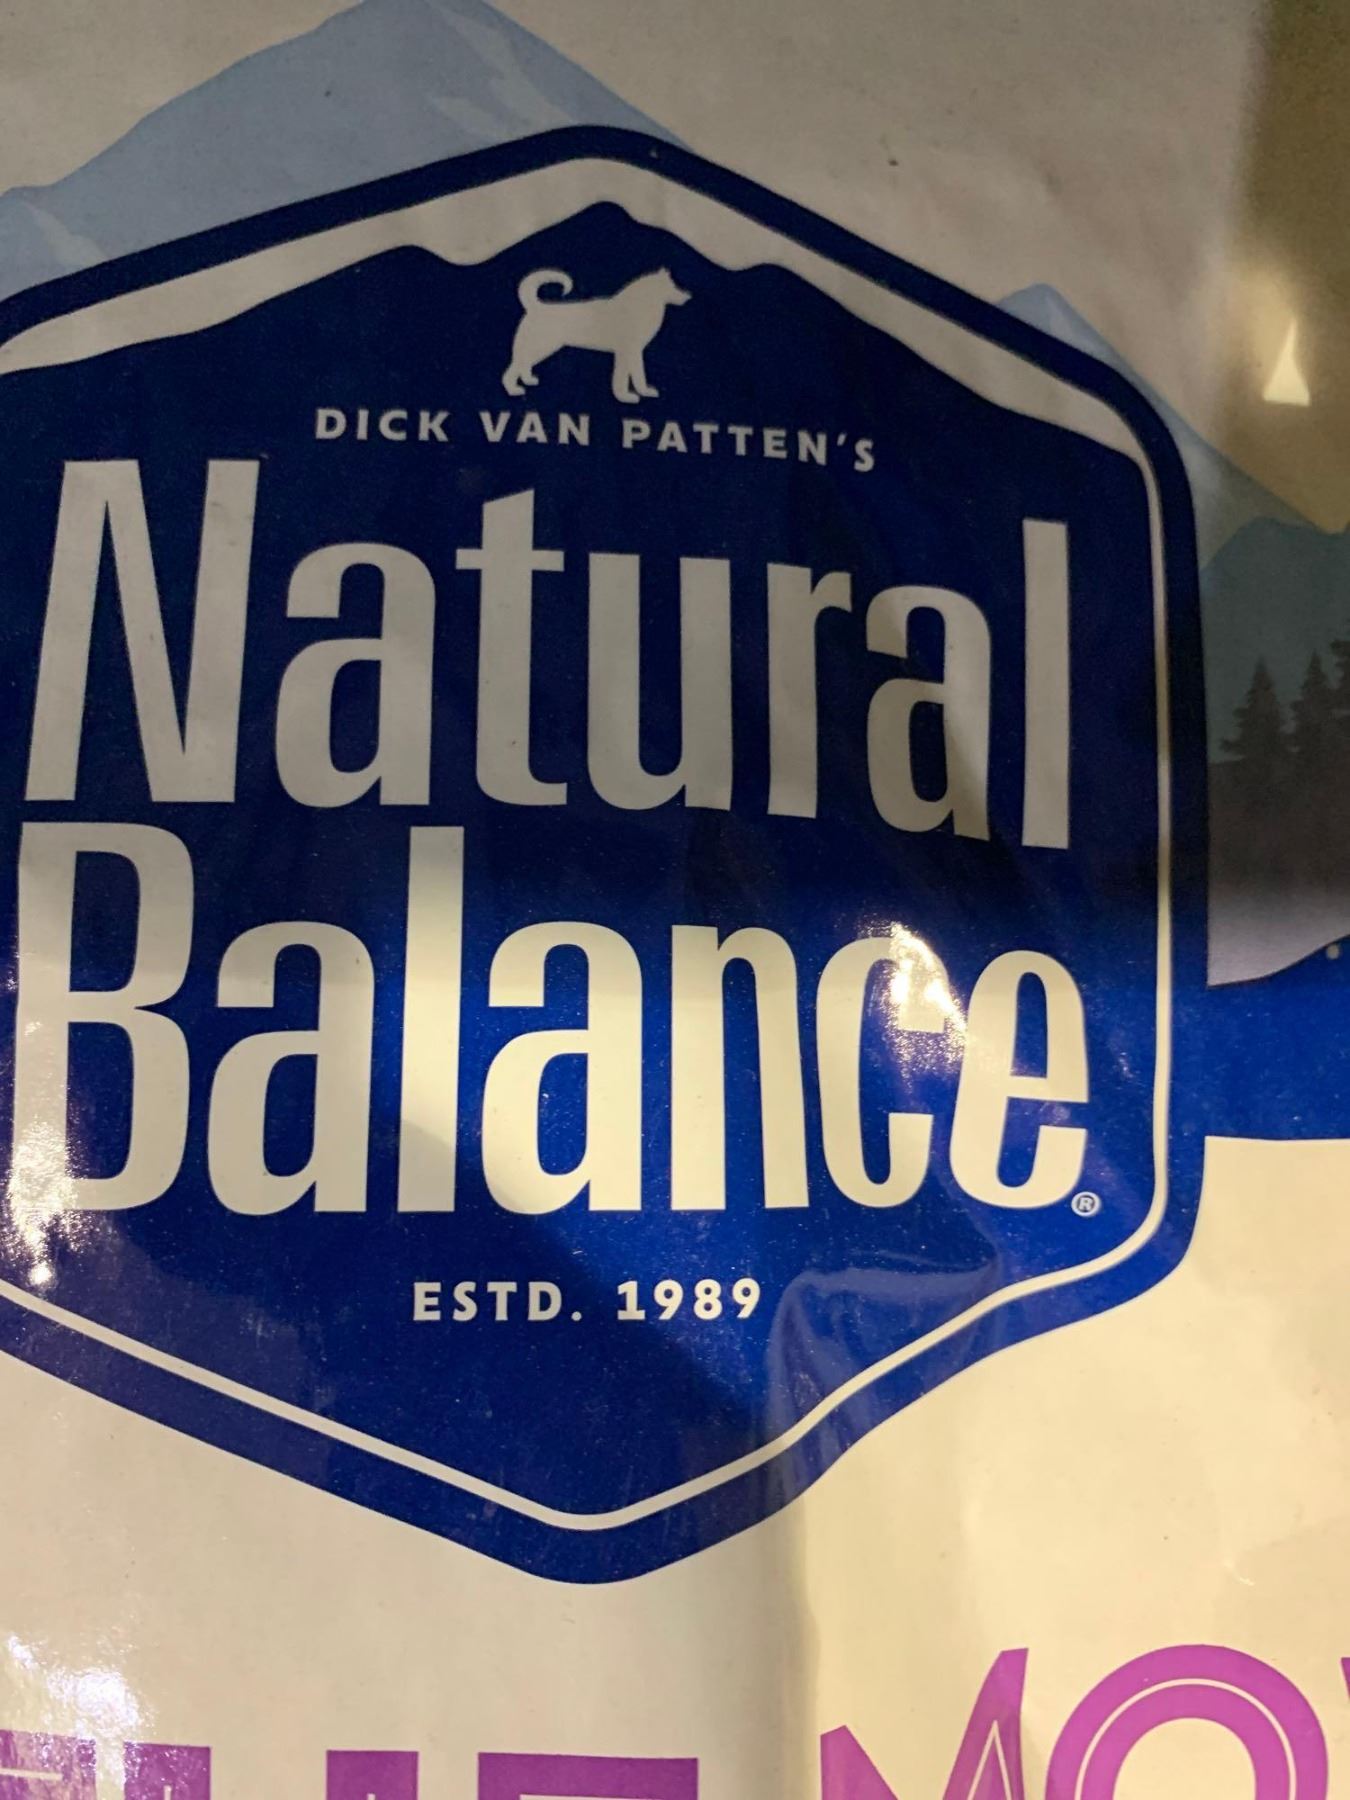 DICK VAN PATTEN'S
Natural
Balance®
ESTD. 1989